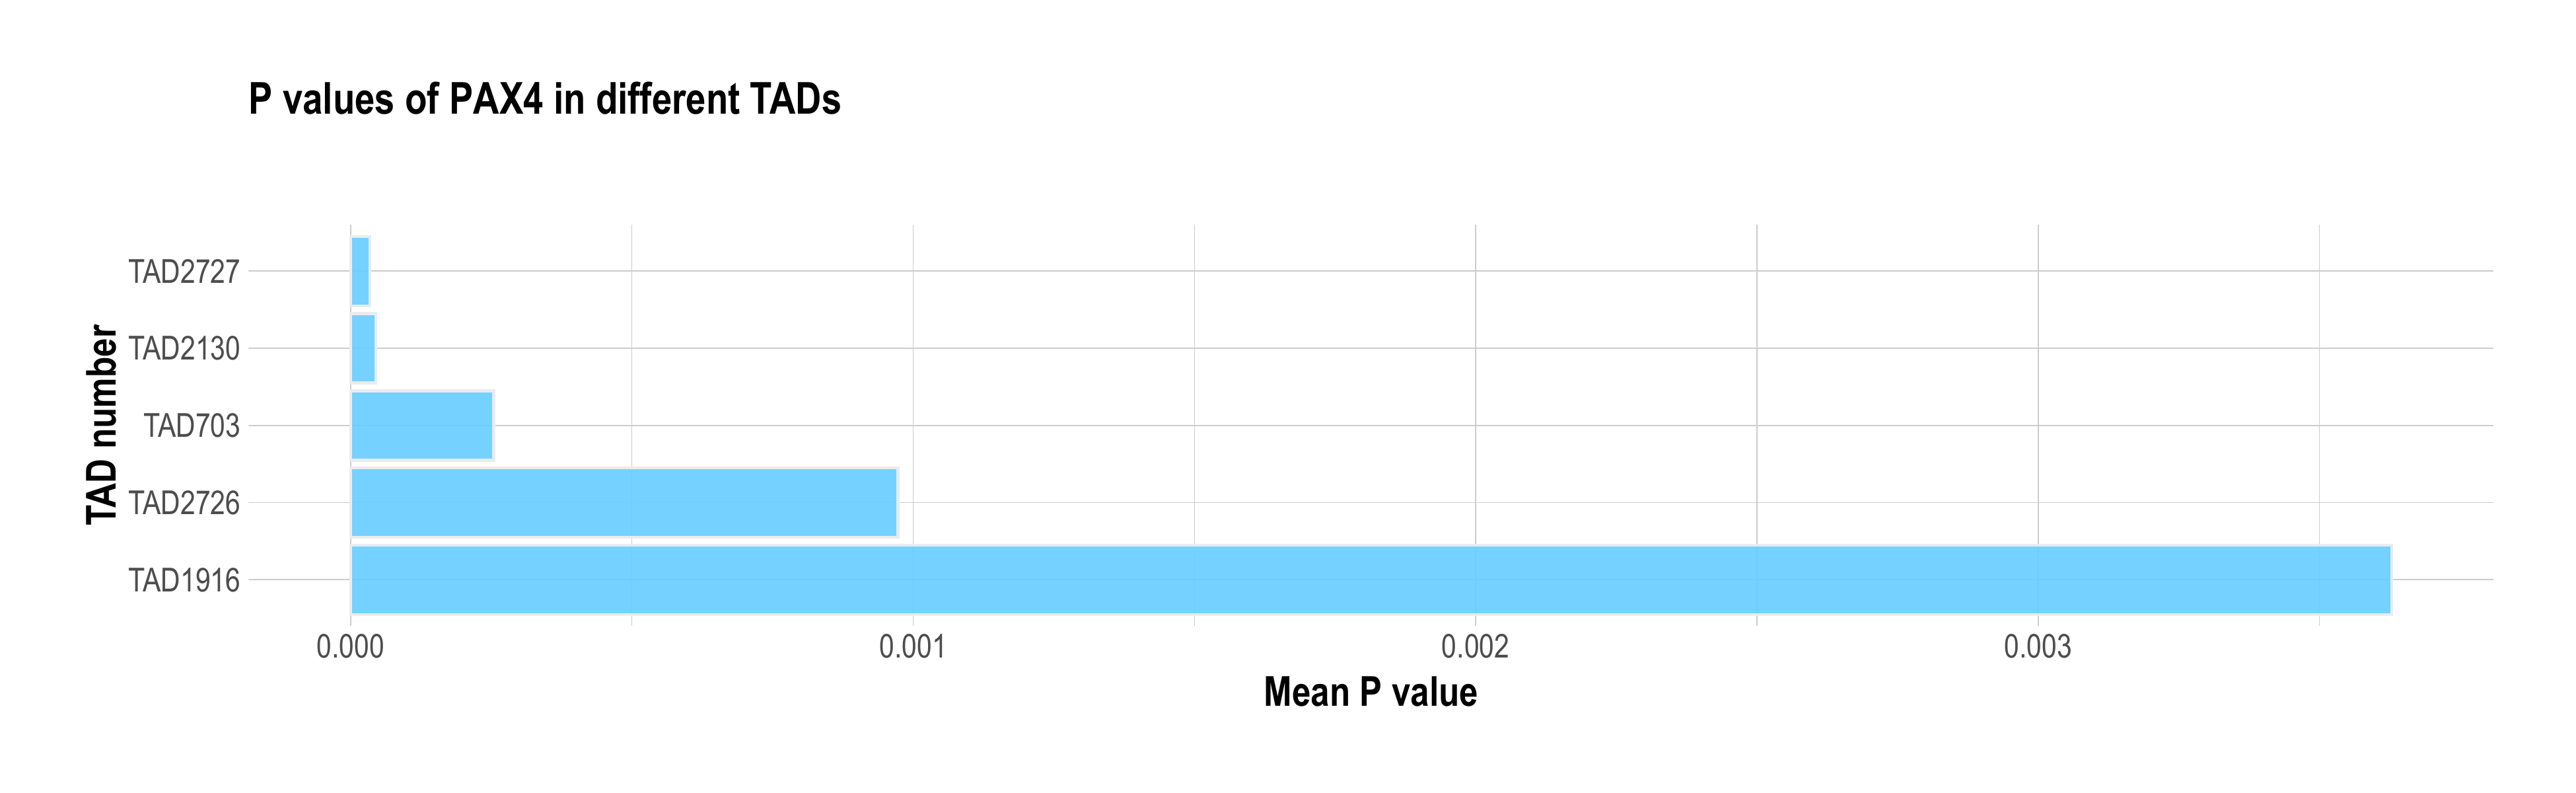 P values of PAX4 in different TADs
TAD number
TAD2727
TAD2130
TAD703
TAD2726
TAD1916
0.000 0.001 0.002 0.003
Mean P value